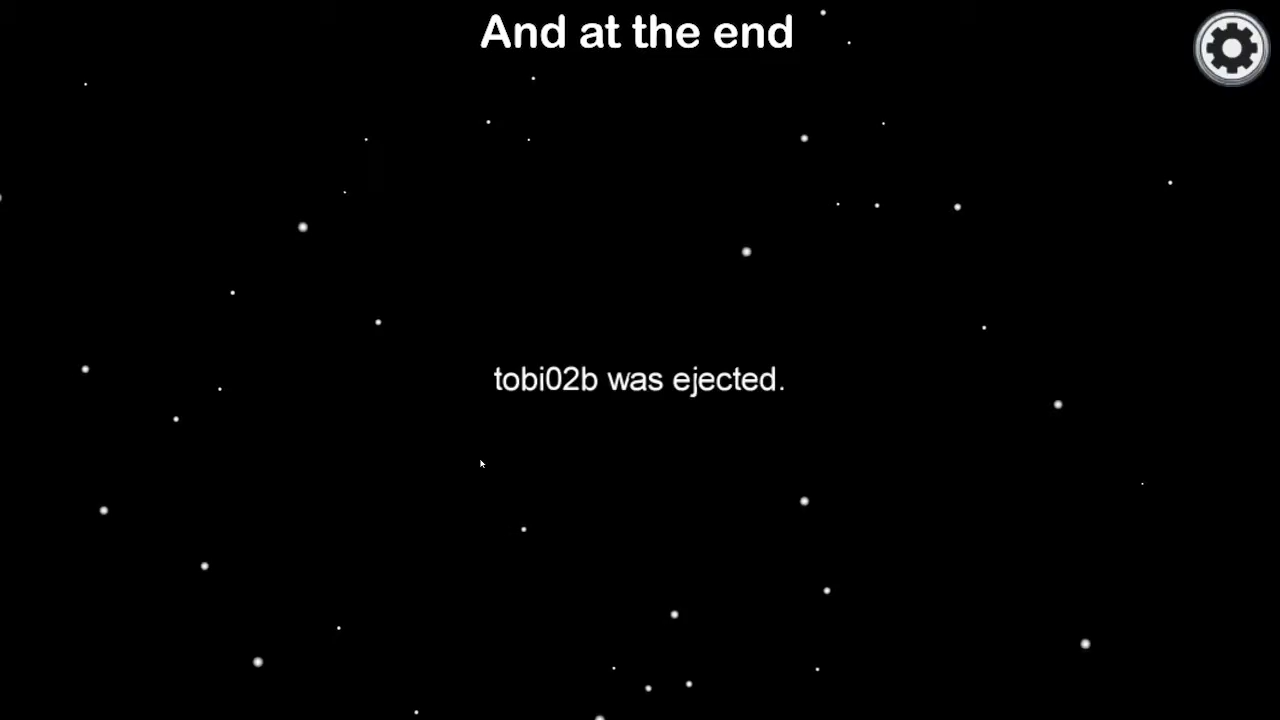 And at the end
tobi02b was ejected.